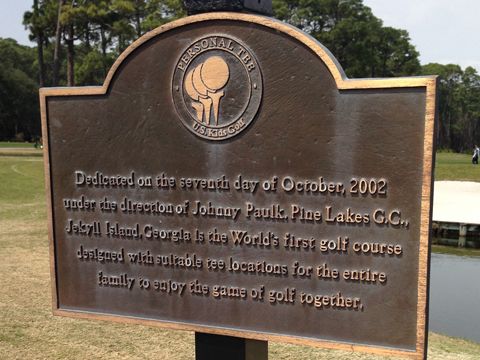 PERSONAL TEE
U.S. Kids Golf
Dedicated on the seventh day of October, 2002
under the direction of Johnny Paulk, Pine Lakes G.C.,
Jekyll Island, Georgia is the World's first golf course
designed with suitable tee locations for the entire
family to enjoy the game of golf together.